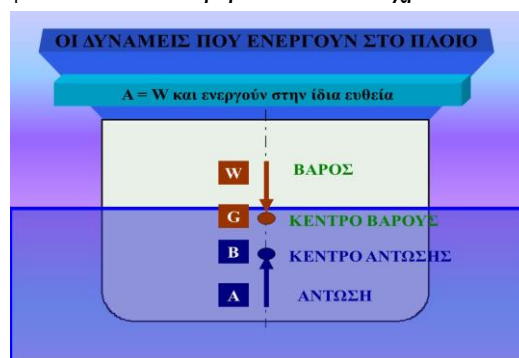 ΟΙ ΔΥΝΑΜΕΙΣ ΠΟΥ ΕΝΕΡΓΟΥΝ ΣΤΟ ΠΛΟΙΟ
Α = W και ενεργούν στην ίδια ευθεία
W ΒΑΡΟΣ
G ΚΕΝΤΡΟ ΒΑΡΟΥΣ
B ΚΕΝΤΡΟ ΑΝΤΩΣΗΣ
A ΑΝΤΩΣΗ